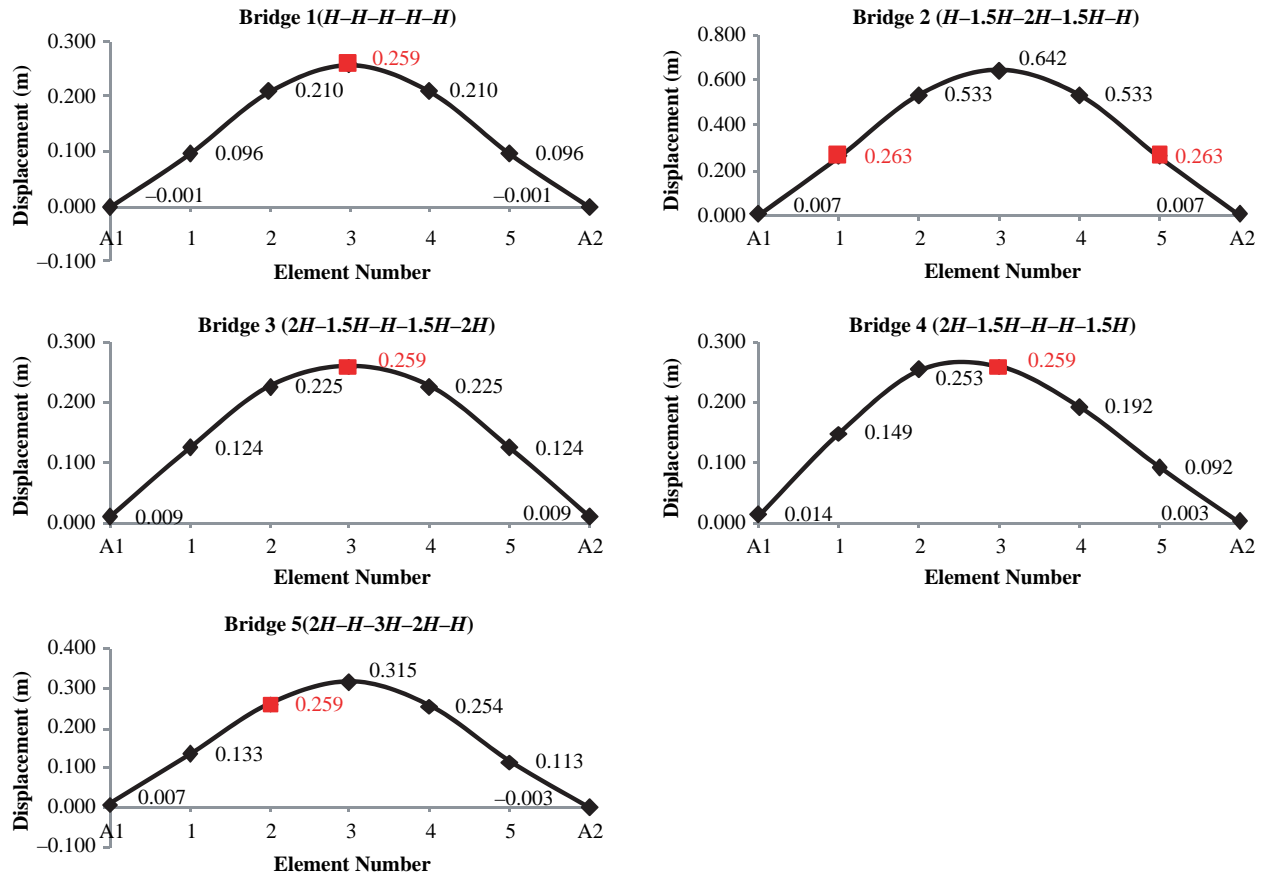 Bridge 1(H–H–H–H–H)
Displacement (m)
0.300
0.200
0.100
0.000
–0.100
–0.001
0.096
0.210
0.259
0.210
0.096
–0.001
A1 1 2 3 4 5 A2
Element Number
Bridge 2 (H–1.5H–2H–1.5H–H)
Displacement (m)
0.800
0.600
0.400
0.200
0.000
0.007
0.263
0.533
0.642
0.533
0.263
0.007
A1 1 2 3 4 5 A2
Element Number
Bridge 3 (2H–1.5H–H–1.5H–2H)
Displacement (m)
0.300
0.200
0.100
0.000
0.009
0.124
0.225
0.259
0.225
0.124
0.009
A1 1 2 3 4 5 A2
Element Number
Bridge 4 (2H–1.5H–H–H–1.5H)
Displacement (m)
0.300
0.200
0.100
0.000
0.014
0.149
0.253
0.259
0.192
0.092
0.003
A1 1 2 3 4 5 A2
Element Number
Bridge 5(2H–H–3H–2H–H)
Displacement (m)
0.400
0.300
0.200
0.100
0.000
–0.100
0.007
0.133
0.259
0.315
0.254
0.113
–0.003
A1 1 2 3 4 5 A2
Element Number